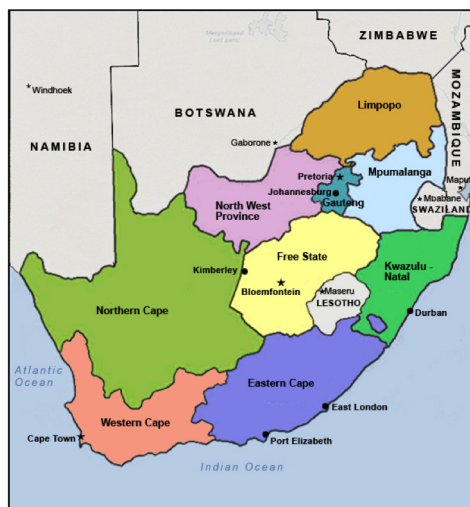 ZIMBABWE
Windhoek
Limpopo
MOZAMBIQUE
BOTSWANA
NAMIBIA
Gaborone
Pretoria
Mpumalanga
Johannesburg
Gauteng
Mbabane
SWAZILAND
North West
Province
Free State
Kwazulu -
Natal
Kimberley
Bloemfontein
Maseru
LESOTHO
Northern Cape
Durban
Atlantic
Ocean
Eastern Cape
Western Cape
East London
Cape Town
Port Elizabeth
Indian Ocean